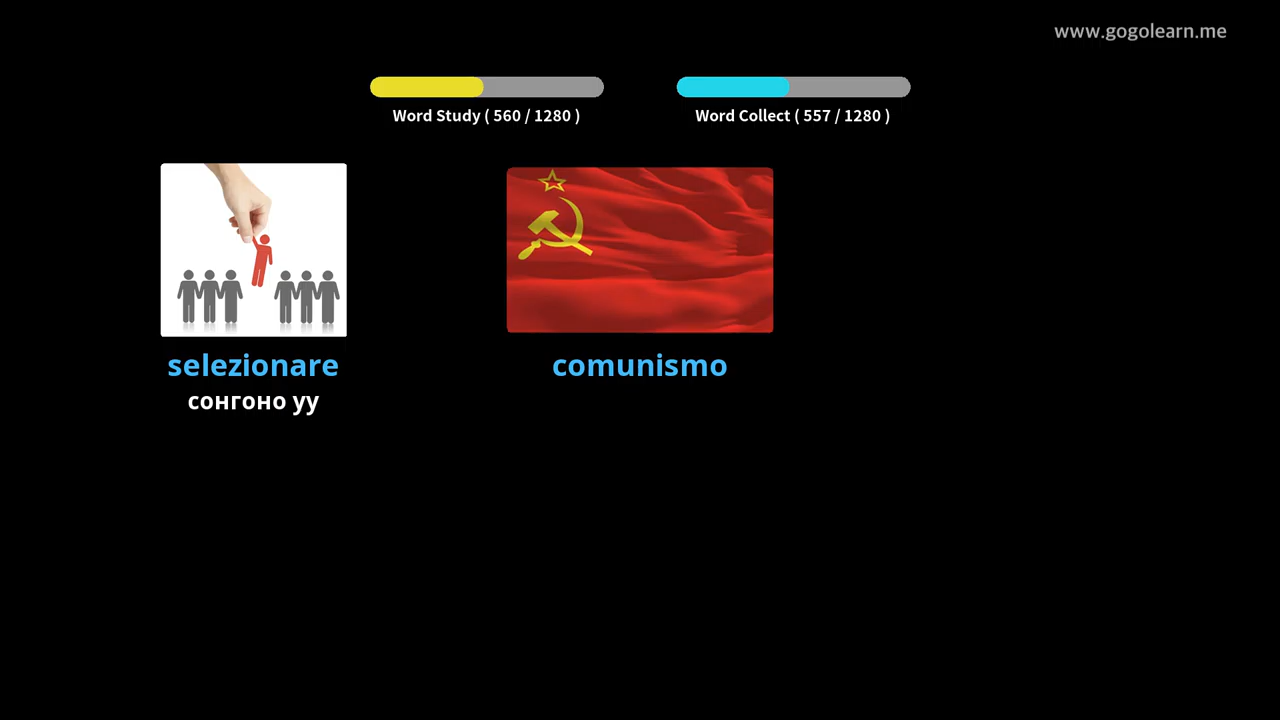 www.gogolearn.me
Word Study ( 560 / 1280 )
Word Collect ( 557 / 1280 )
selezionare
сонгоно уу
comunismo